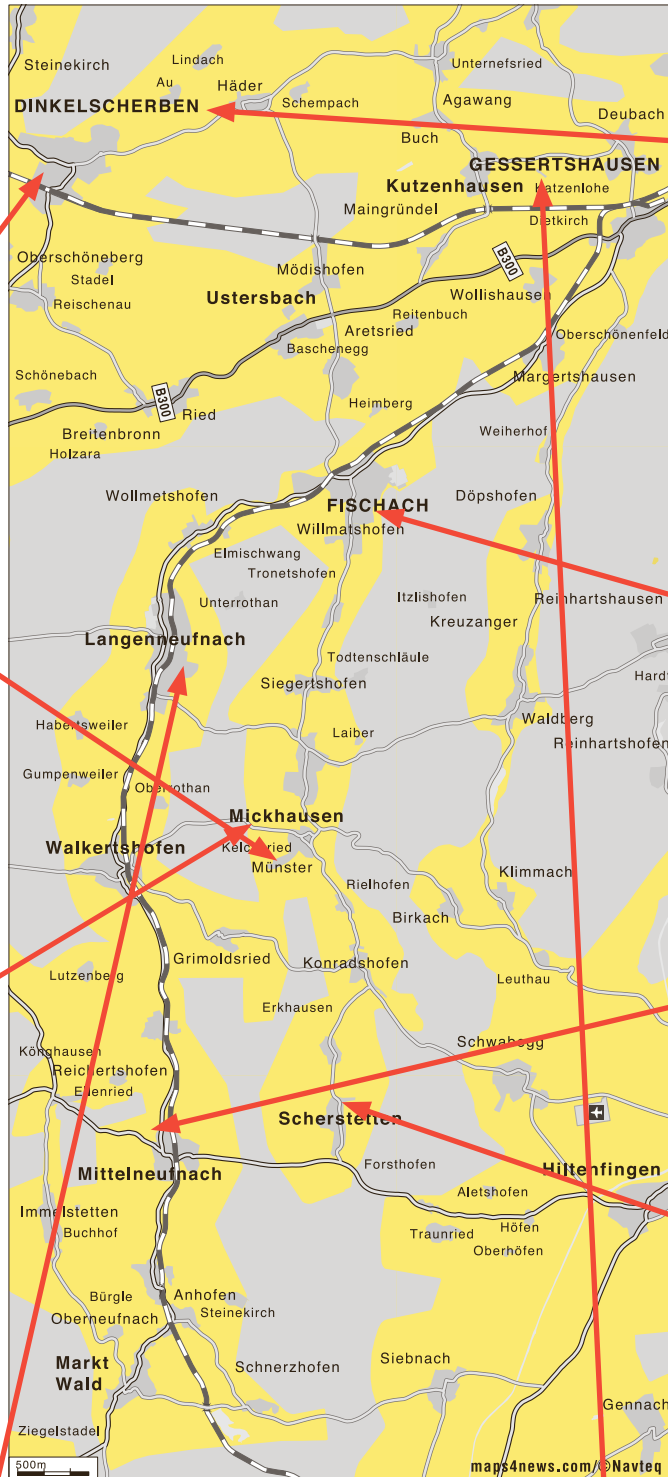 Steinekirch
Lindach
Au
Häder
Unternefsried
DINKELSCHERBEN
Schempach
Agawang
Deubach
Buch
GESSERTSHAUSEN
Kutzenhausen
Katzenlohe
Maingründel
Dietkirch
Oberschöneberg
Stadel
Reischenau
Mödishofen
B300
Ustersbach
Wollishausen
Reitenbuch
Aretsried
Baschenegg
Oberschönenfeld
Schönebach
Margertshausen
B300
Ried
Heimberg
Breitenbronn
Holzara
Weiherhof
Wollmetshofen
FISCHACH
Döpshofen
Willmatshofen
Elmischwang
Tronetshofen
Unterrothan
Itzlishofen
Reinhartshausen
Kreuzanger
Langenneufnach
Todtenschläule
Siegertshofen
Hardt
Habertsweiler
Laiber
Waldberg
Reinhartshofen
Gumpenweiler
Oberrothan
Mickhausen
Walkertshofen
Kelchsried
Münster
Klimmach
Rielhofen
Birkach
Grimoldsried
Konradshofen
Lutzenberg
Leuthau
Erkhausen
Könghausen
Schwabegg
Reichertshofen
Ellenried
Scherstetten
Mittelneufnach
Forsthofen
Hiltenfingen
Aletshofen
Immelstetten
Buchhof
Traunried
Höfen
Oberhöfen
Bürgle
Anhofen
Oberneufnach
Steinekirch
Markt
Wald
Schnerzhofen
Siebnach
Gennach
Ziegelstadel
500m
maps4news.com/©Navteq